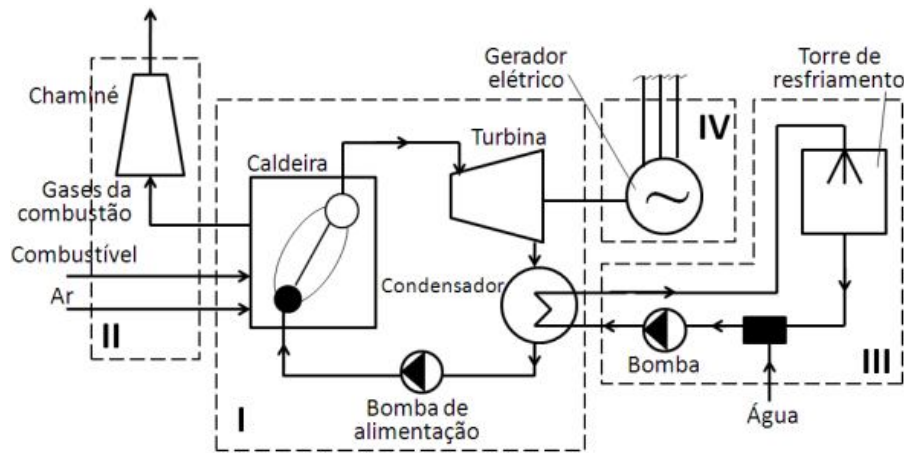 Gerador
elétrico
Torre de
resfriamento
Chaminé
IV
Turbina
Caldeira
Gases da
combustão
Combustível
Condensador
Ar
II
Bomba
III
I
Bomba de
alimentação
Água